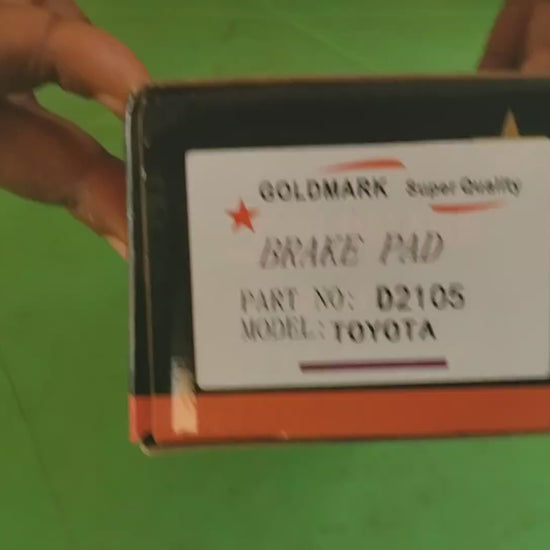 GOLDMARK Super Quality
BRAKE PAD
PART NO: D2105
MODEL: TOYOTA